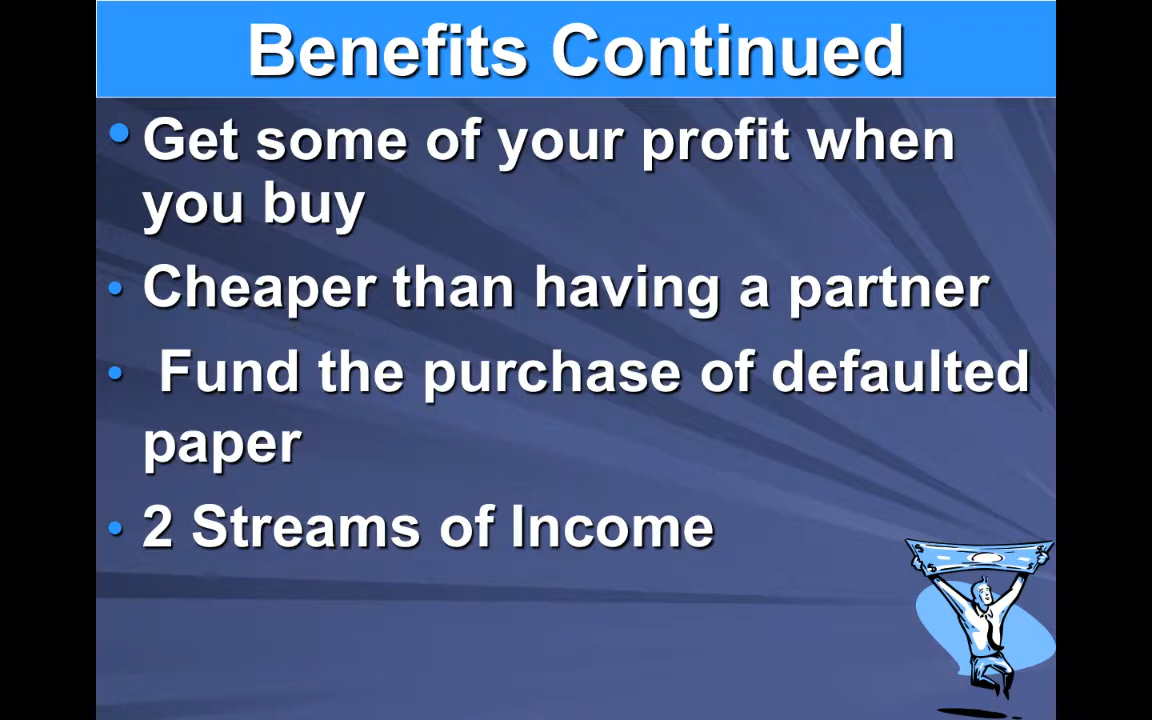 Benefits Continued
• Get some of your profit when
you buy
• Cheaper than having a partner
• Fund the purchase of defaulted
paper
• 2 Streams of Income